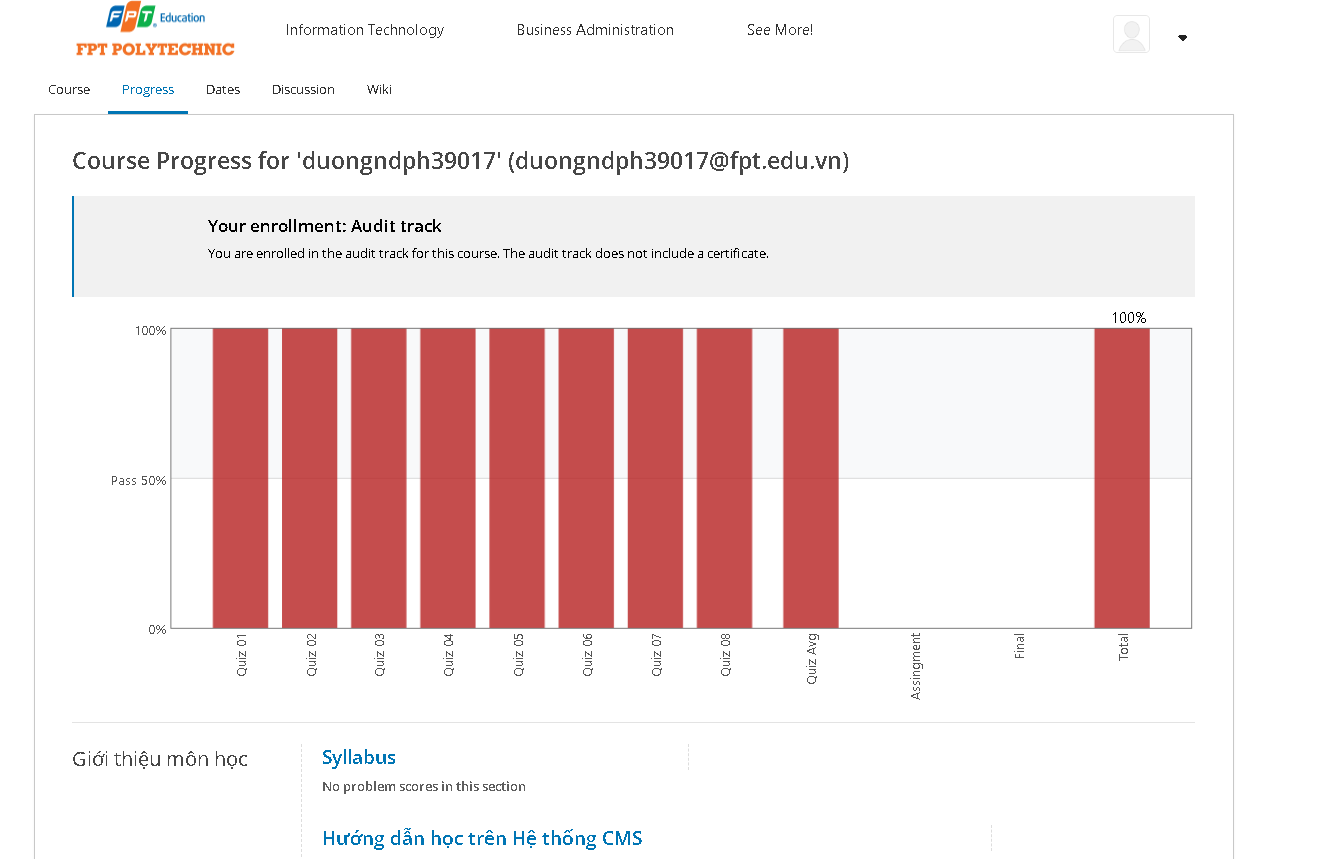 FPT Education
FPT POLYTECHNIC
Information Technology
Business Administration
See More!
Course
Progress
Dates
Discussion
Wiki
Course Progress for 'duongndph39017' (duongndph39017@fpt.edu.vn)
Your enrollment: Audit track
You are enrolled in the audit track for this course. The audit track does not include a certificate.
100%
100%
Pass 50%
0%
Quiz 01
Quiz 02
Quiz 03
Quiz 04
Quiz 05
Quiz 06
Quiz 07
Quiz 08
Quiz Avg
Assingment
Final
Total
Giới thiệu môn học
Syllabus
No problem scores in this section
Hướng dẫn học trên Hệ thống CMS